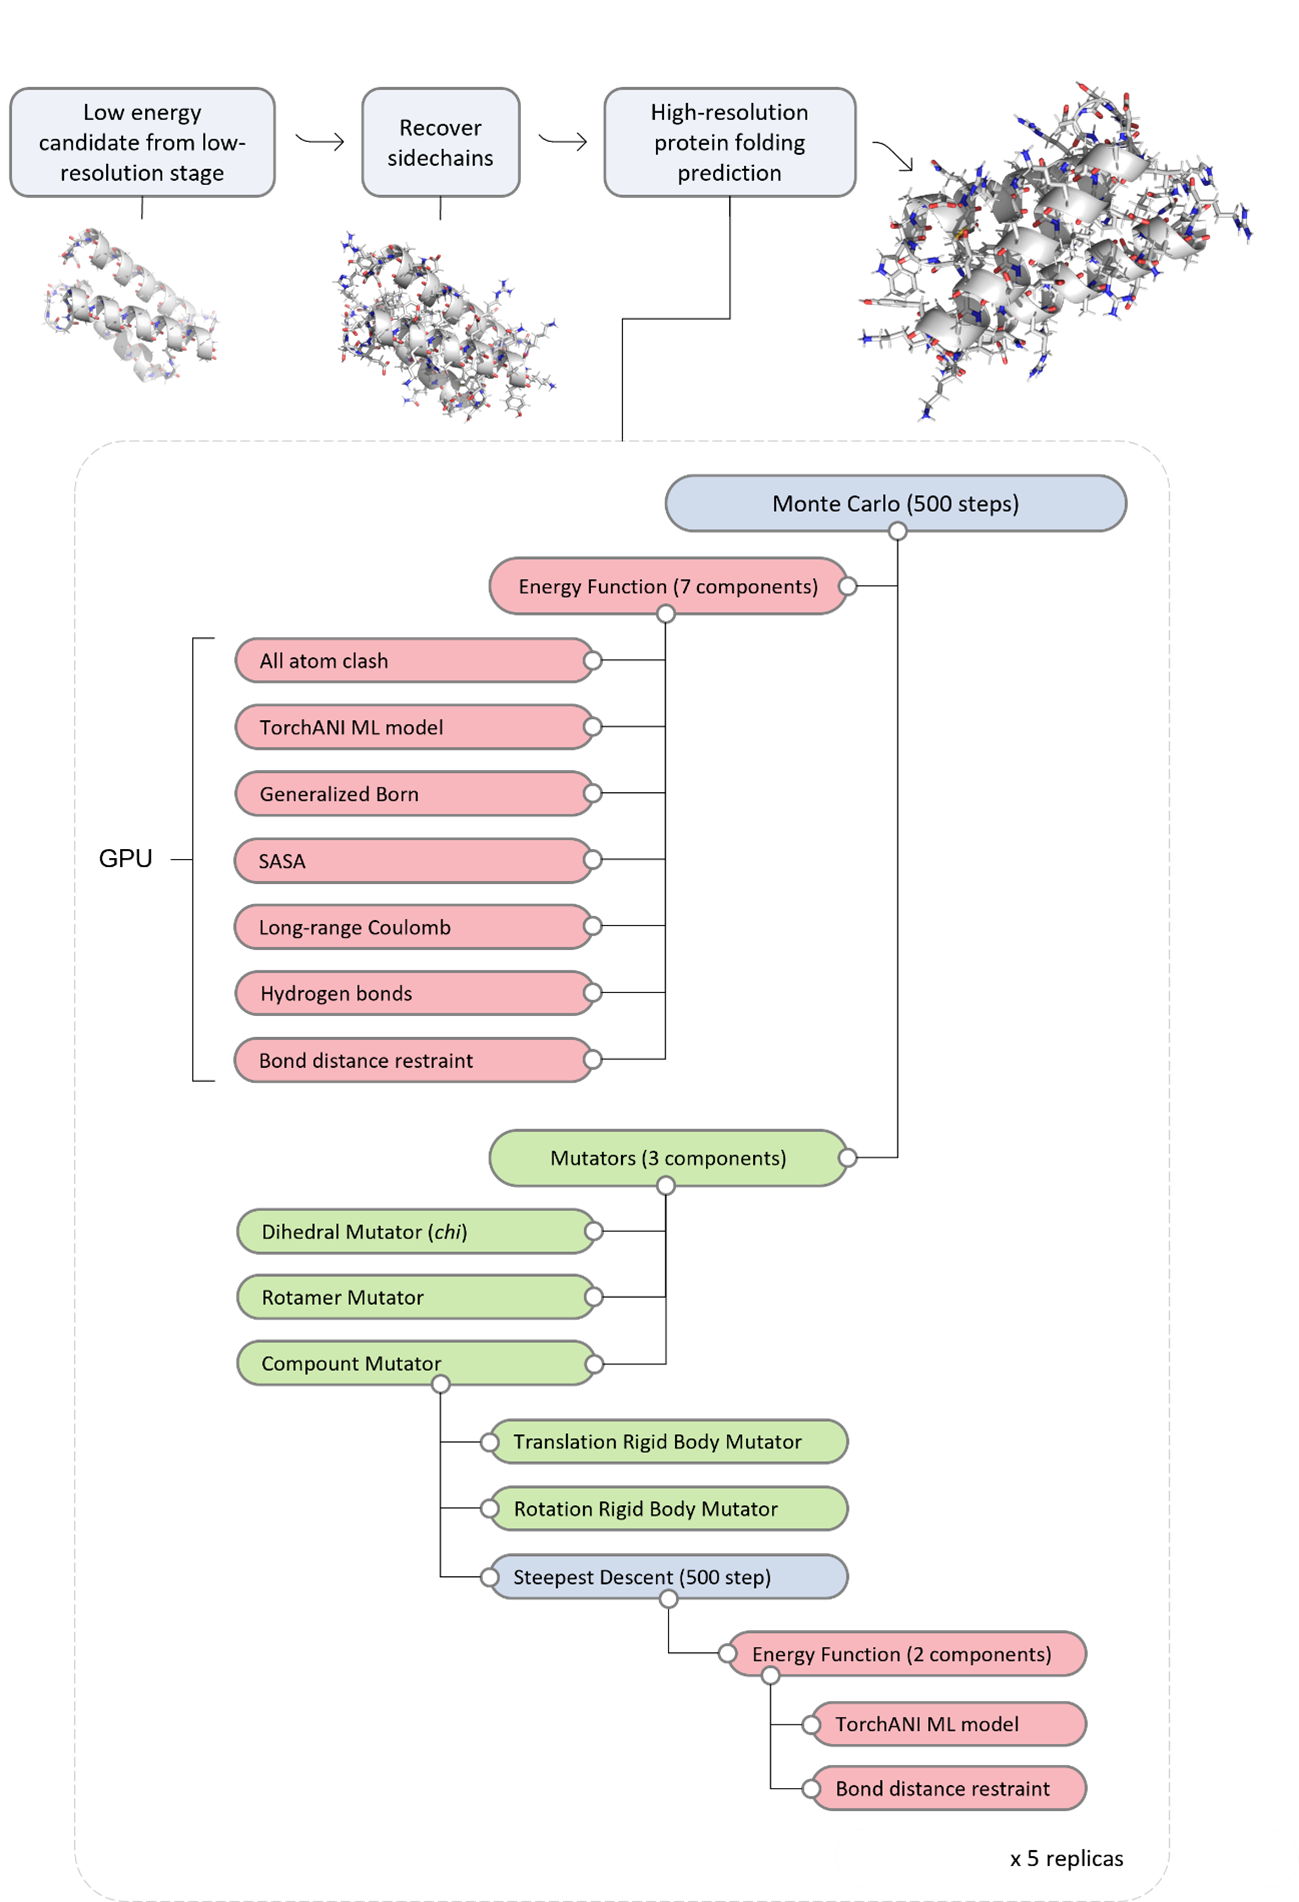 Low energy
candidate from low-
resolution stage
Recover
sidechains
High-resolution
protein folding
prediction
Monte Carlo (500 steps)
Energy Function (7 components)
All atom clash
TorchANI ML model
Generalized Born
GPU
SASA
Long-range Coulomb
Hydrogen bonds
Bond distance restraint
Mutators (3 components)
Dihedral Mutator (chi)
Rotamer Mutator
Compount Mutator
Translation Rigid Body Mutator
Rotation Rigid Body Mutator
Steepest Descent (500 step)
Energy Function (2 components)
TorchANI ML model
Bond distance restraint
x 5 replicas